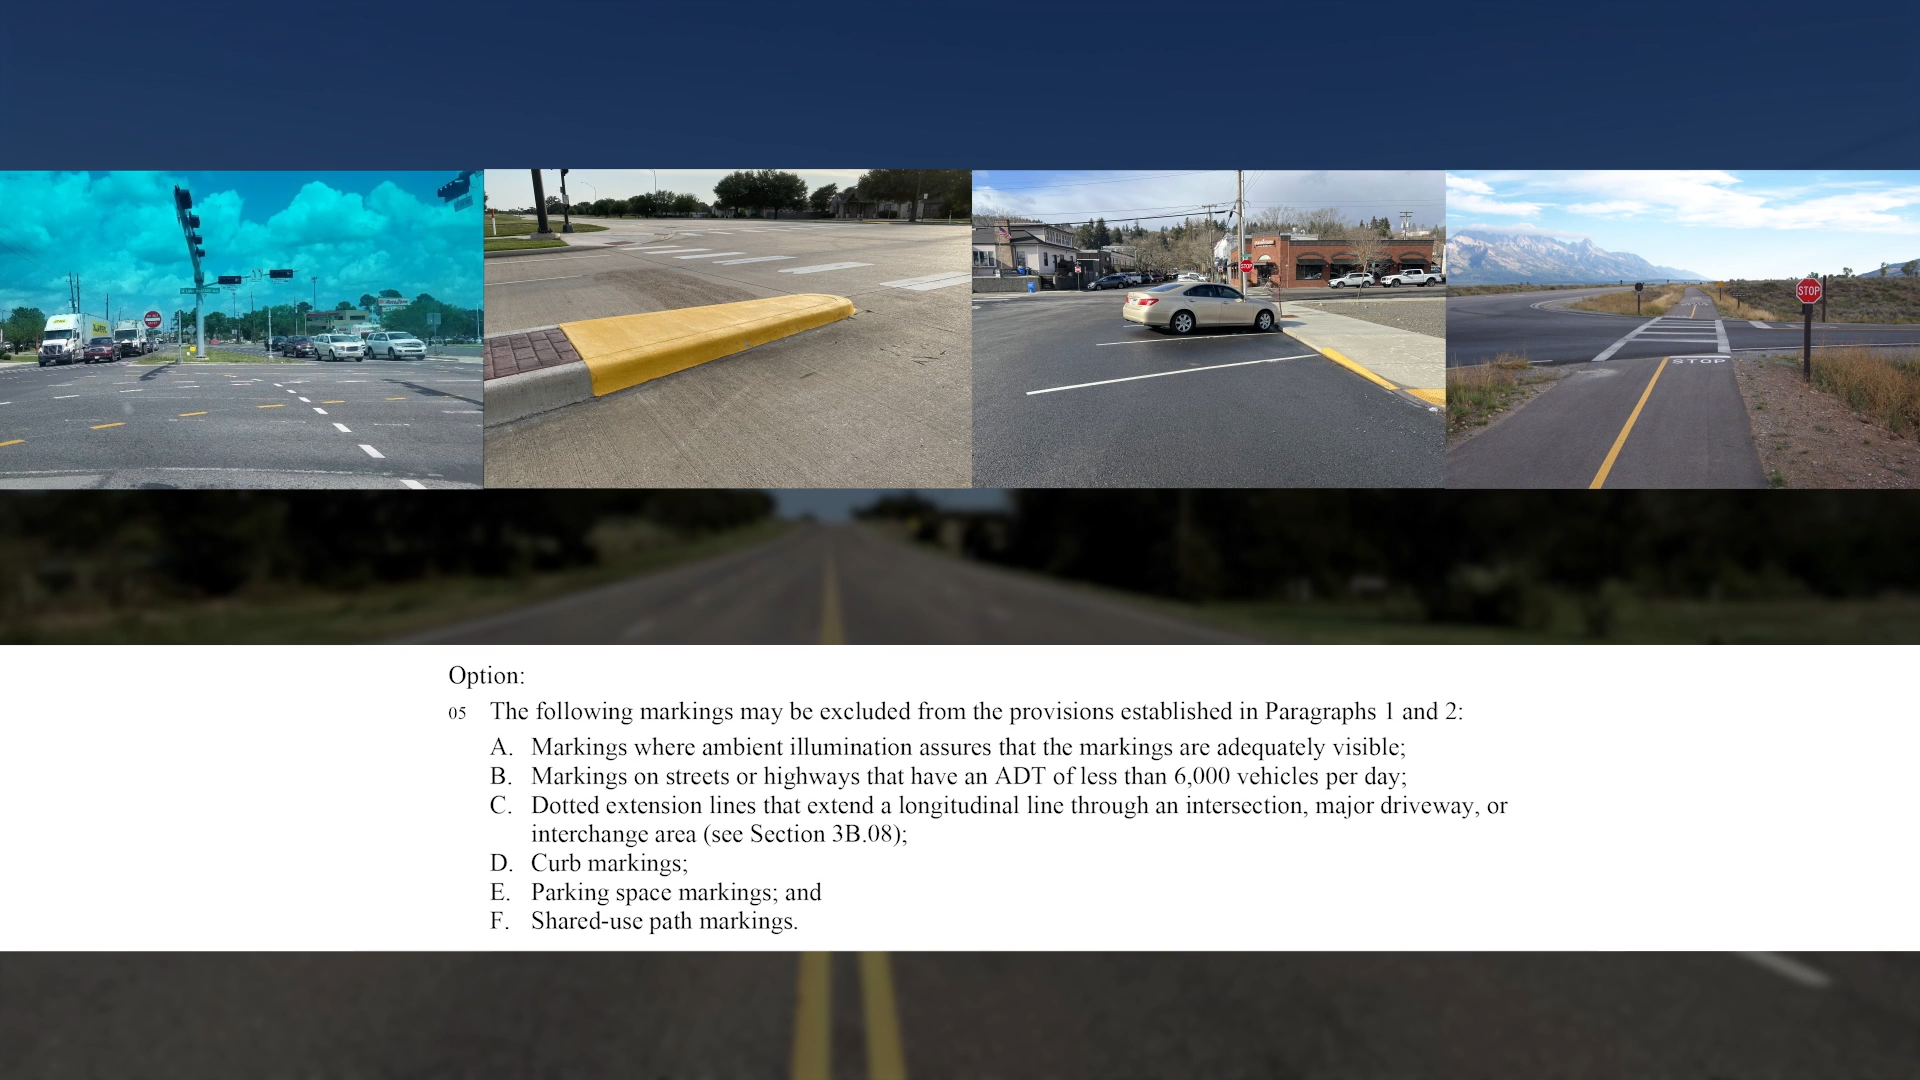 STOP
STOP
STOP
Option:
05 The following markings may be excluded from the provisions established in Paragraphs 1 and 2:
A. Markings where ambient illumination assures that the markings are adequately visible;
B. Markings on streets or highways that have an ADT of less than 6,000 vehicles per day;
C. Dotted extension lines that extend a longitudinal line through an intersection, major driveway, or
interchange area (see Section 3B.08);
D. Curb markings;
E. Parking space markings; and
F. Shared-use path markings.